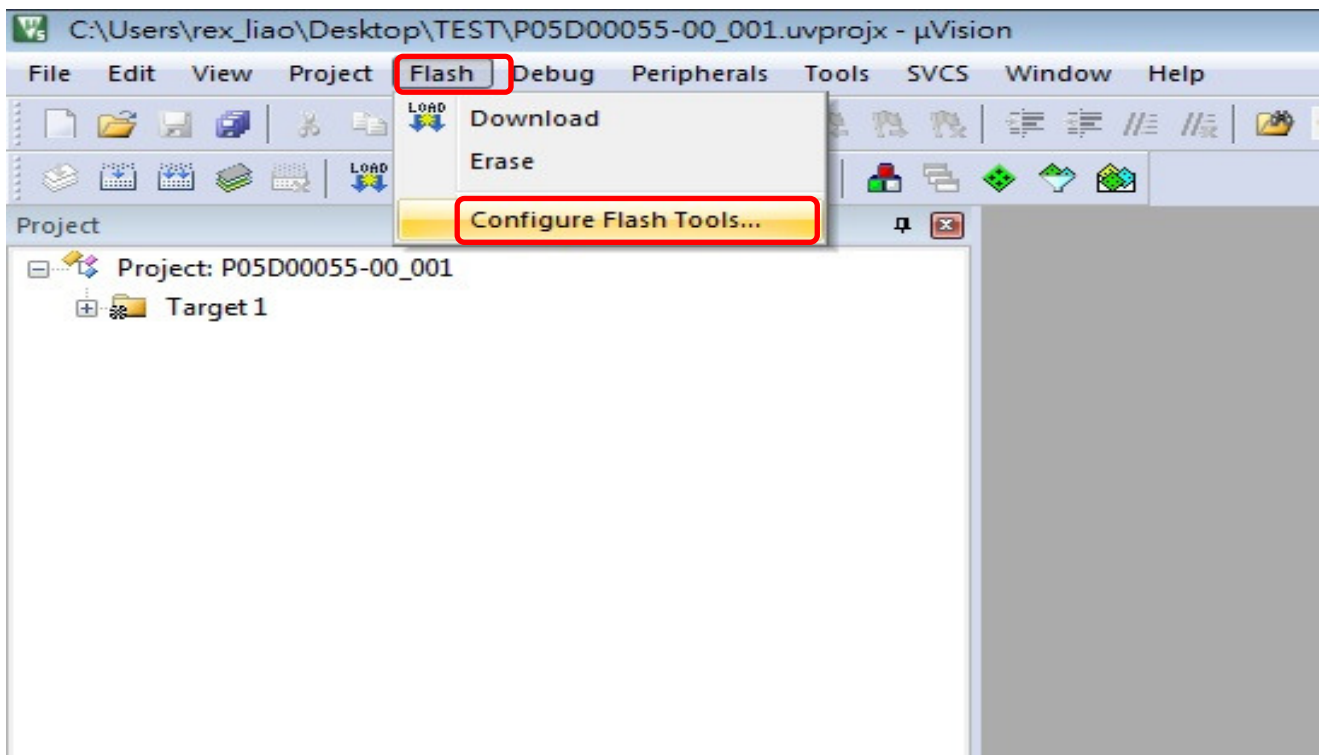 C:\Users\rex_liao\Desktop\TEST\P05D00055-00_001.uvprojx - µVision
File Edit View Project Flash Debug Peripherals Tools SVCS Window Help
LOAD Download
Erase
LOAD
Configure Flash Tools...
Project
Project: P05D00055-00_001
Target 1